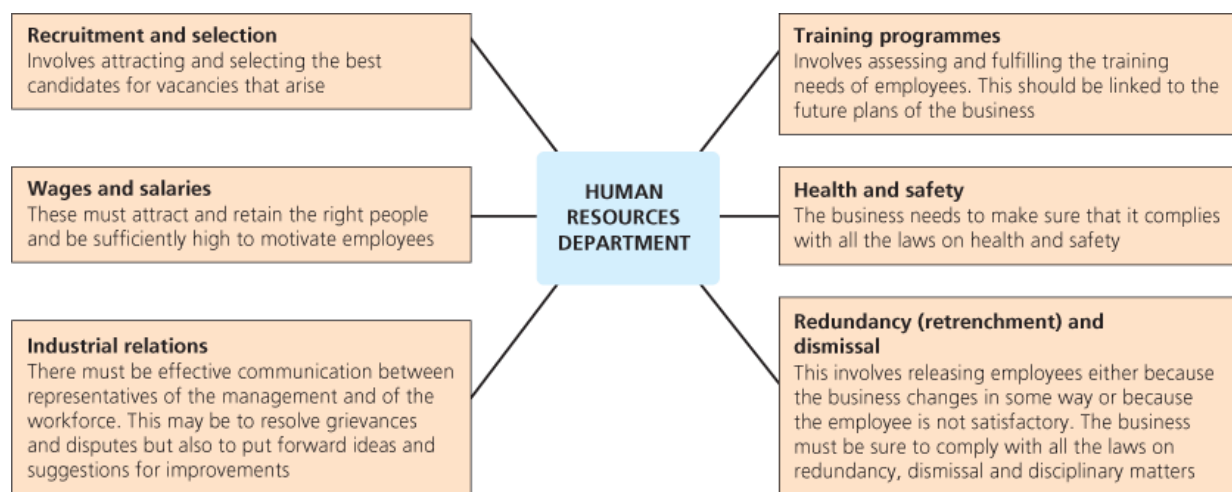 Recruitment and selection
Involves attracting and selecting the best
candidates for vacancies that arise
Wages and salaries
These must attract and retain the right people
and be sufficiently high to motivate employees
Industrial relations
There must be effective communication between
representatives of the management and of the
workforce. This may be to resolve grievances
and disputes but also to put forward ideas and
suggestions for improvements
HUMAN
RESOURCES
DEPARTMENT
Training programmes
Involves assessing and fulfilling the training
needs of employees. This should be linked to the
future plans of the business
Health and safety
The business needs to make sure that it complies
with all the laws on health and safety
Redundancy (retrenchment) and
dismissal
This involves releasing employees either because
the business changes in some way or because
the employee is not satisfactory. The business
must be sure to comply with all the laws on
redundancy, dismissal and disciplinary matters